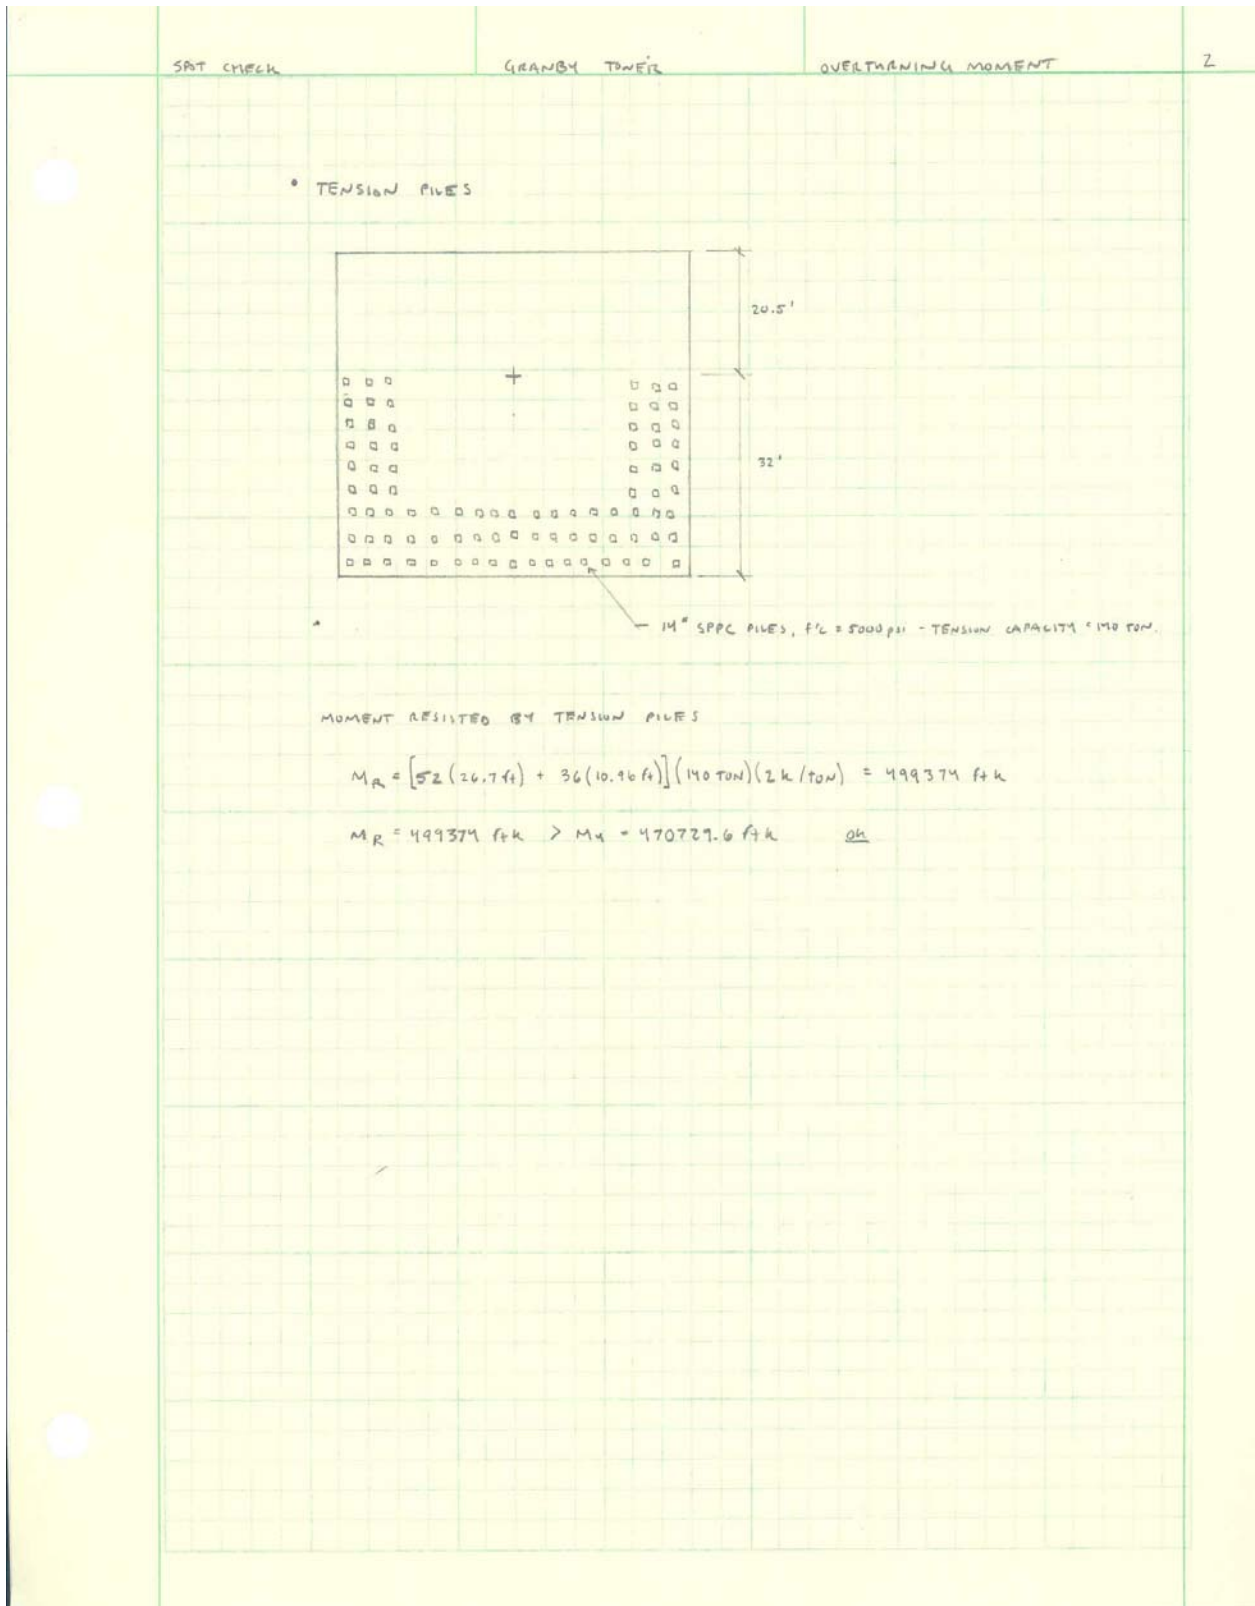 SPOT CHECK GRANBY TOWER OVERTURNING MOMENT 2
• TENSION PILES
20.5'
32'
14" SPPC PILES, f'c = 5000 psi - TENSION CAPACITY = 140 TON.
MOMENT RESISTED BY TENSION PILES
MR = [52(26.7 ft) + 36(10.96 ft)](140 TON)(2k/TON) = 499374 ft k
MR = 499374 ft k > Mu = 470729.6 ft k ok